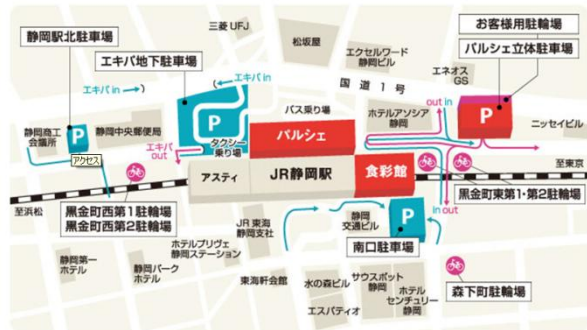 三菱 UFJ
お客様用駐輪場
静岡駅北駐車場
松坂屋
パルシェ立体駐車場
エキパ地下駐車場
エクセルワード
静岡ビル
エネオス
GS
エキパ in
エキパ in
国道1号
P
P
out in
バス乗り場
ホテルアソシア
静岡
ニッセイビル
静岡商工
会議所
P
静岡中央郵便局
タクシー
乗り場
パルシェ
アクセス
エキパ
out
至東京
アスティ
JR静岡駅
食彩館
黒金町東第1・第2駐輪場
至浜松
黒金町西第1駐輪場
黒金町西第2駐輪場
JR 東海
静岡支社
静岡
交通ビル
P
in out
南口駐車場
ホテルプリヴェ
静岡ステーション
静岡第一
ホテル
静岡パーク
ホテル
東海軒会館
水の森ビル
サウスポット
静岡
森下町駐輪場
エスパティオ
ホテル
センチュリー
静岡